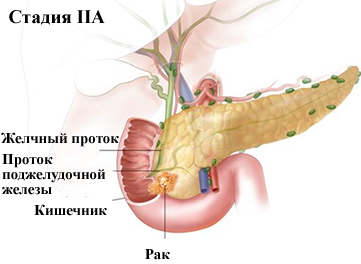 Стадия IIA
Желчный проток
Проток
поджелудочной
железы
Кишечник
Рак